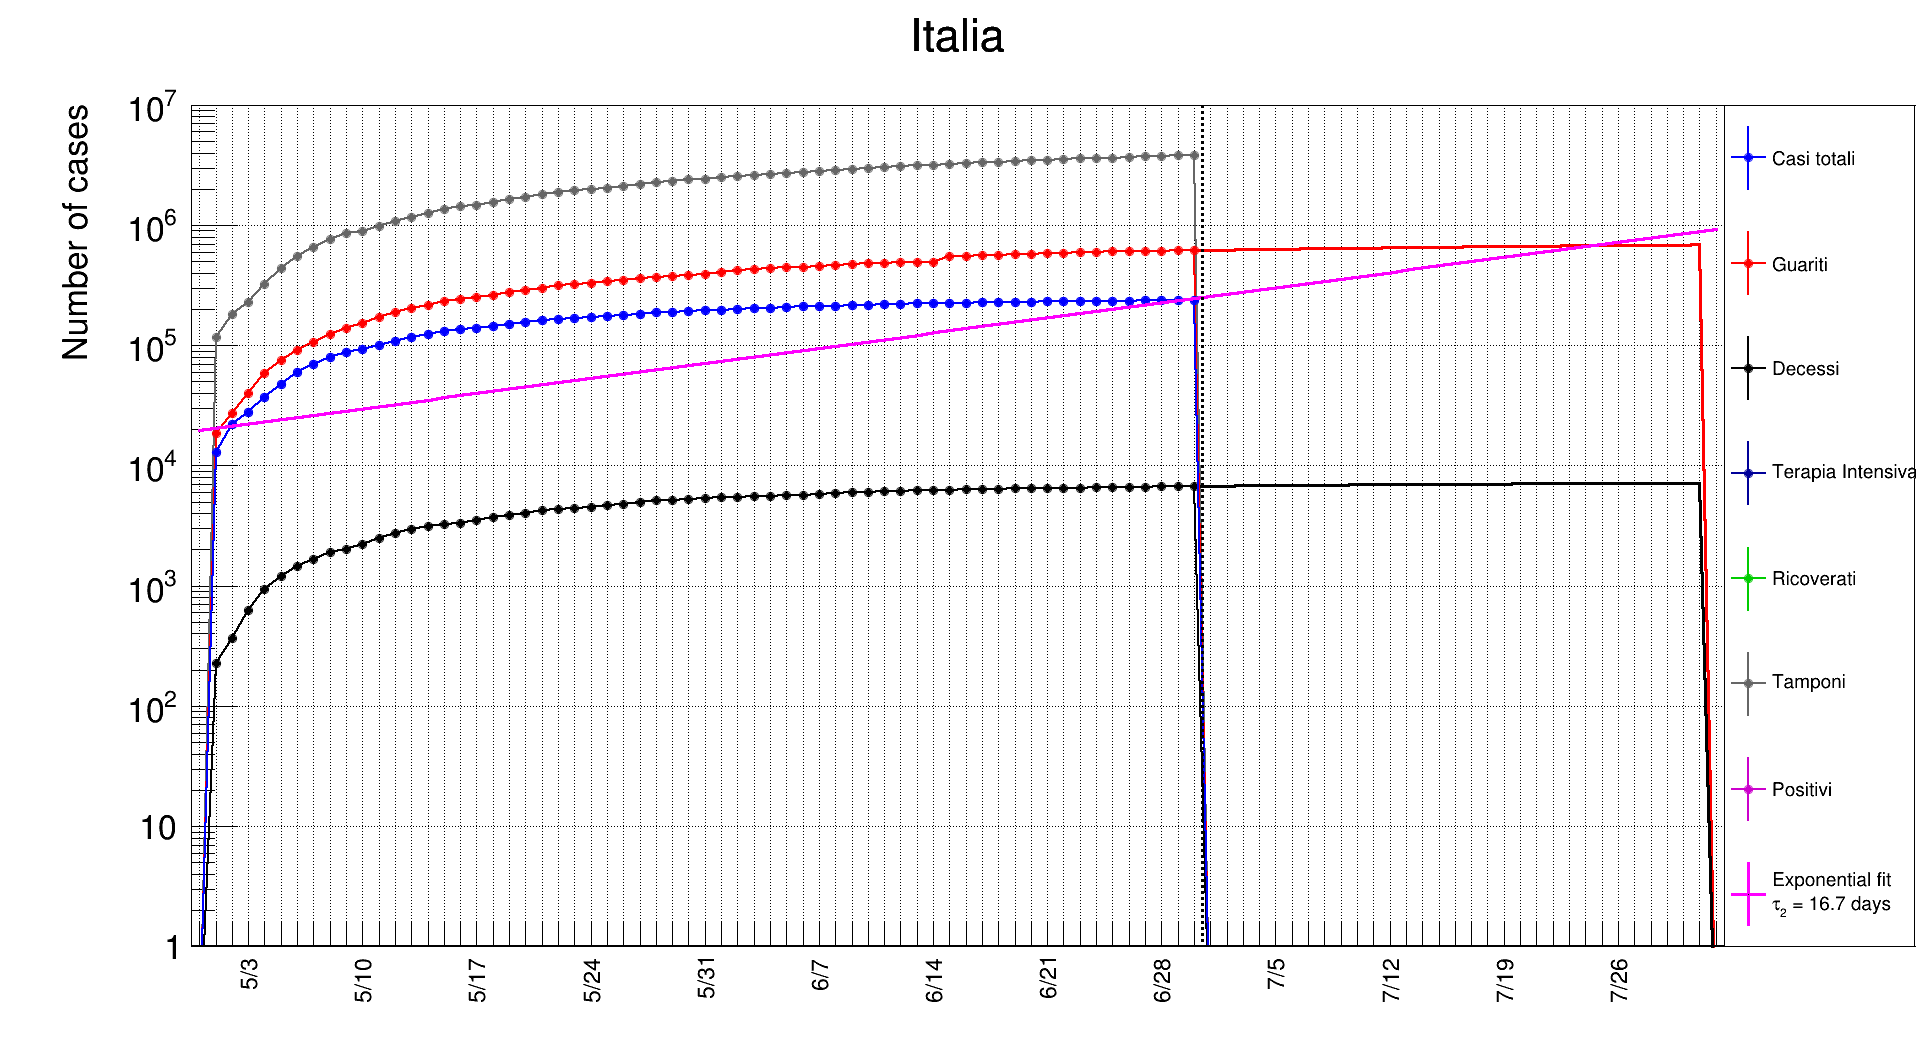 Italia
Number of cases
10^7
10^6
10^5
10^4
10^3
10^2
10
1
5/3
5/10
5/17
5/24
5/31
6/7
6/14
6/21
6/28
7/5
7/12
7/19
7/26
Casi totali
Guariti
Decessi
Terapia Intensiva
Ricoverati
Tamponi
Positivi
Exponential fit
τ₂ = 16.7 days